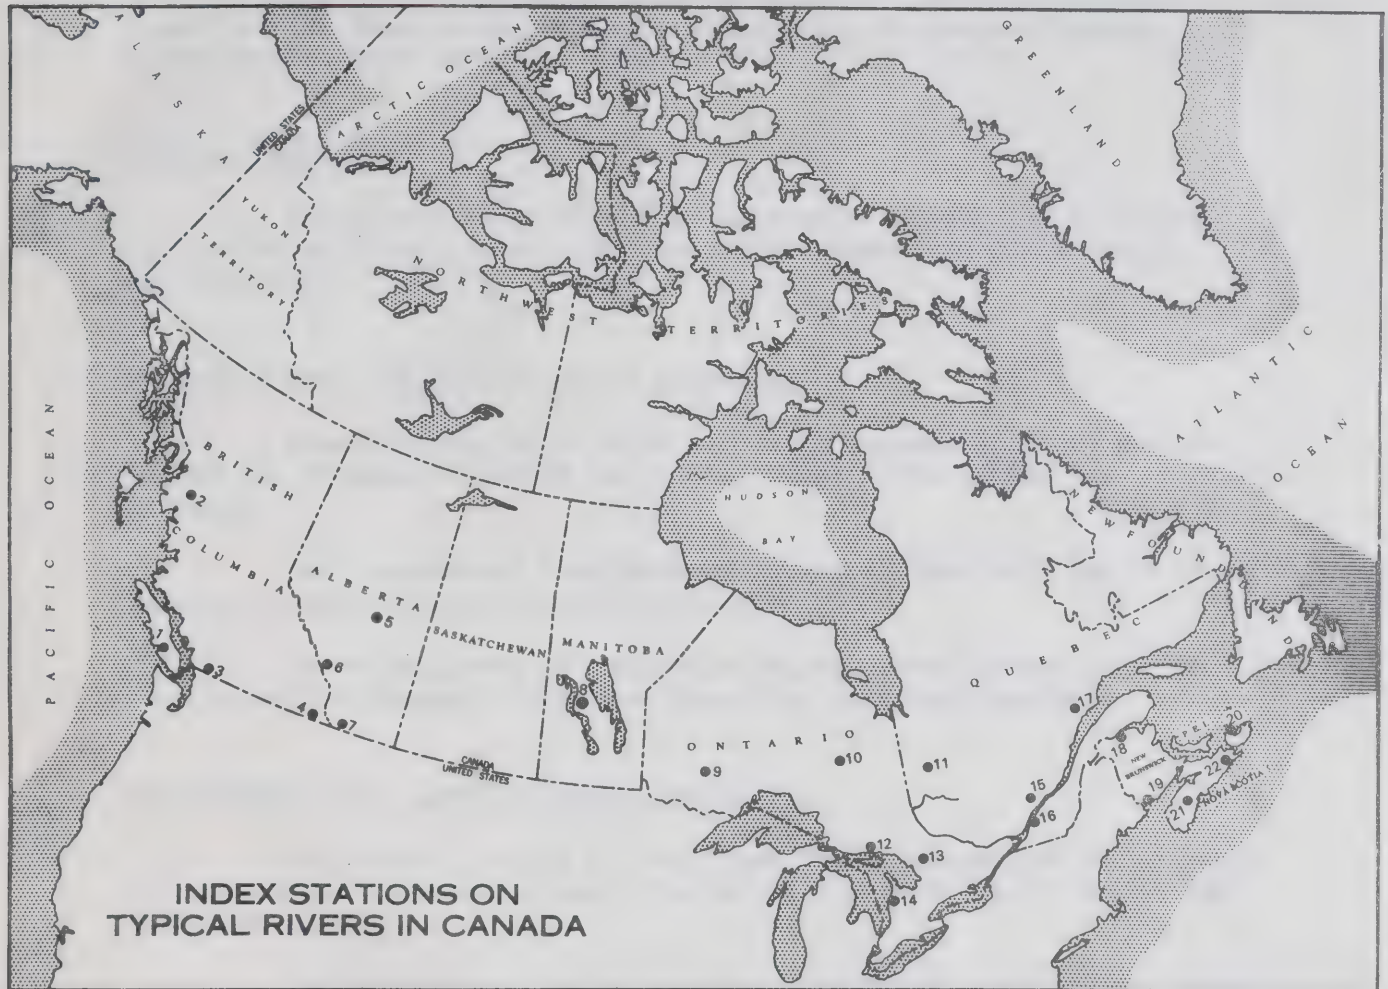 ALASKA
GREENLAND
ARCTIC OCEAN
UNITED STATES
CANADA
YUKON
TERRITORY
NORTHWEST TERRITORIES
ATLANTIC
OCEAN
PACIFIC OCEAN
BRITISH
COLUMBIA
HUDSON
BAY
NEWFOUNDLAND
2
ALBERTA
5
SASKATCHEWAN
MANITOBA
QUEBEC
1
3
6
8
4
7
17
ONTARIO
P.E.I.
20
18
NEW
BRUNSWICK
9
10
11
22
CANADA
UNITED STATES
19
NOVA SCOTIA
15
21
16
12
13
14
INDEX STATIONS ON
TYPICAL RIVERS IN CANADA